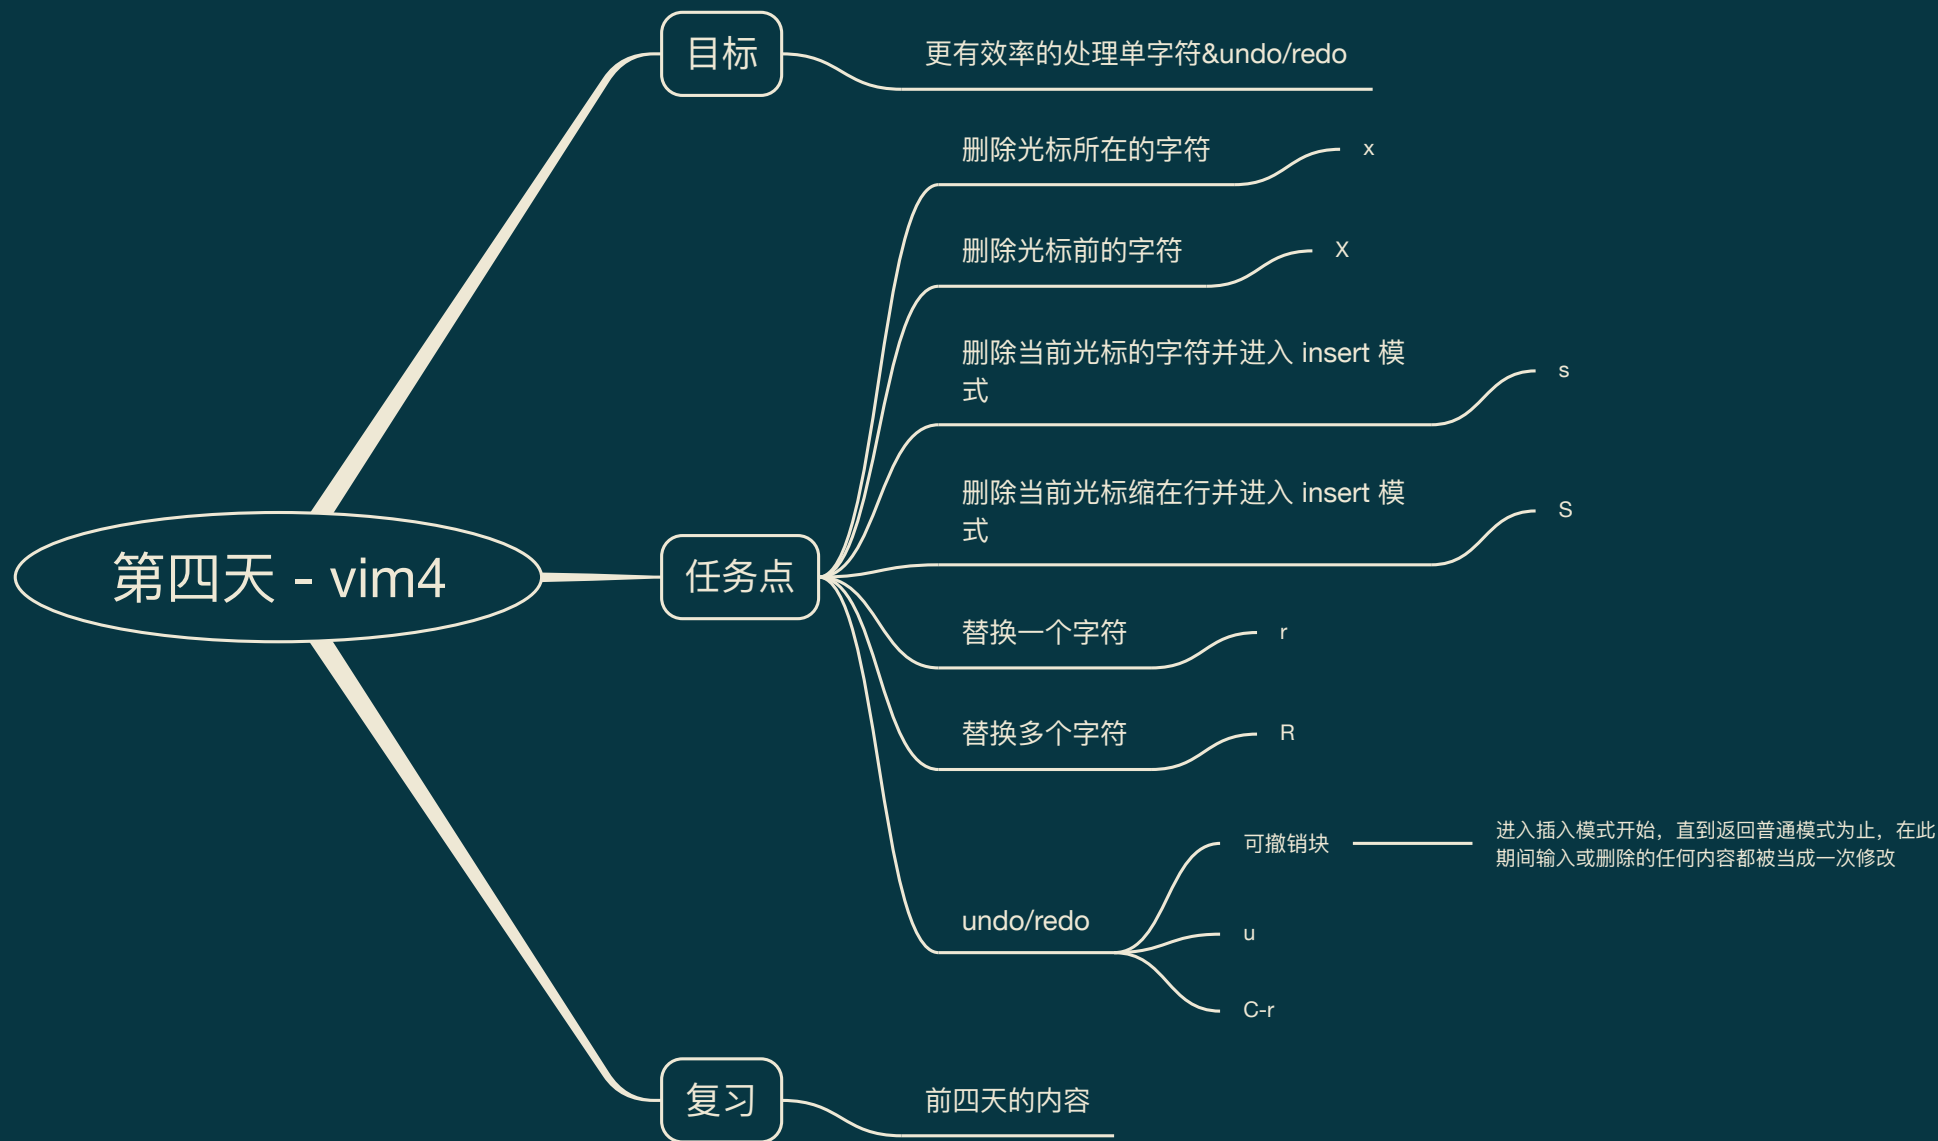 第四天 - vim4
目标
更有效率的处理单字符&undo/redo
任务点
删除光标所在的字符
x
删除光标前的字符
X
删除当前光标的字符并进入 insert 模
式
s
删除当前光标缩在行并进入 insert 模
式
S
替换一个字符
r
替换多个字符
R
undo/redo
可撤销块
进入插入模式开始，直到返回普通模式为止，在此
期间输入或删除的任何内容都被当成一次修改
u
C-r
复习
前四天的内容